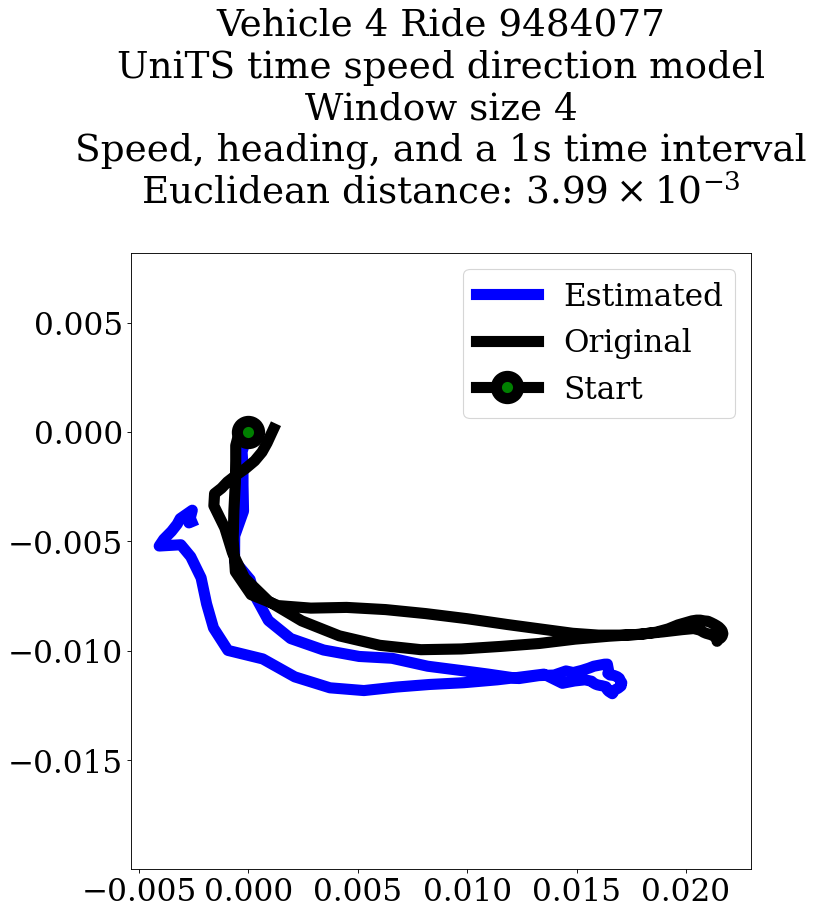 Vehicle 4 Ride 9484077
UniTS time speed direction model
Window size 4
Speed, heading, and a 1s time interval
Euclidean distance: 3.99 × 10⁻³
Estimated
Original
Start
0.005
0.000
−0.005
−0.010
−0.015
−0.005 0.000 0.005 0.010 0.015 0.020